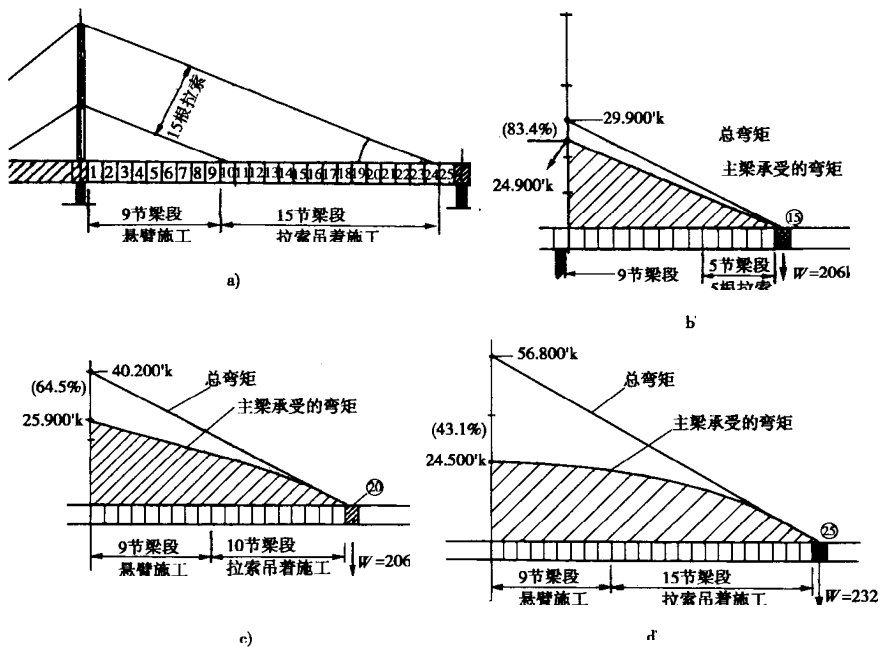 15根拉索
1 2 3 4 5 6 7 8 9 10 11 12 13 14 15 16 17 18 19 20 21 22 23 24 25
9节梁段
悬臂施工
15节梁段
拉索吊着施工
a)
29.900'k
(83.4%)
24.900'k
总弯矩
主梁承受的弯矩
⑮
9节梁段
5节梁段
5根拉索
W=206k
b
40.200'k
(64.5%)
25.900'k
总弯矩
主梁承受的弯矩
⑳
9节梁段
悬臂施工
10节梁段
拉索吊着施工
W=206
c)
56.800'k
(43.1%)
24.500'k
总弯矩
主梁承受的弯矩
㉕
9节梁段
悬臂施工
15节梁段
拉索吊着施工
W=232
d